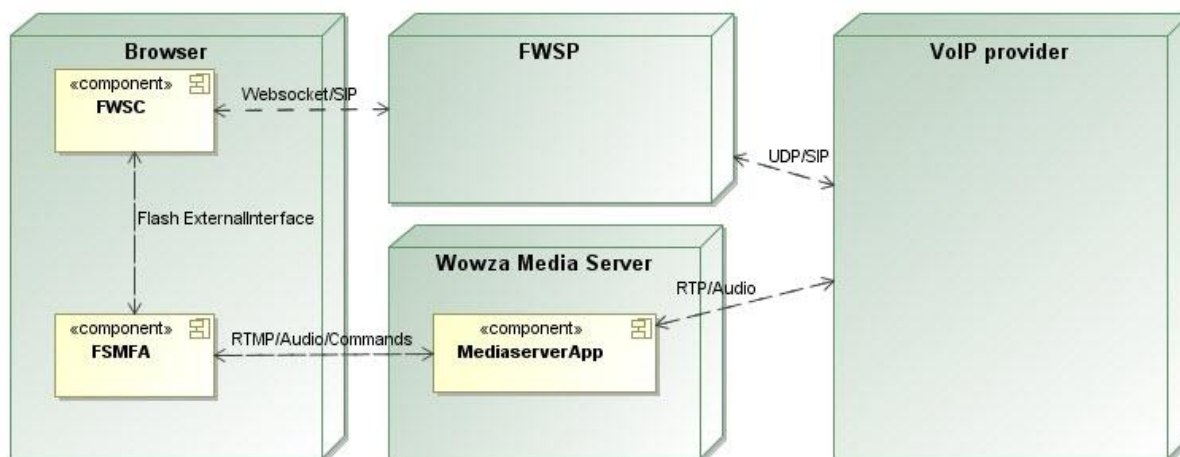 Browser
FWSP
VoIP provider
«component»
FWSC
Websocket/SIP
UDP/SIP
Flash ExternalInterface
Wowza Media Server
RTP/Audio
«component»
FSMFA
RTMP/Audio/Commands
«component»
MediaserverApp